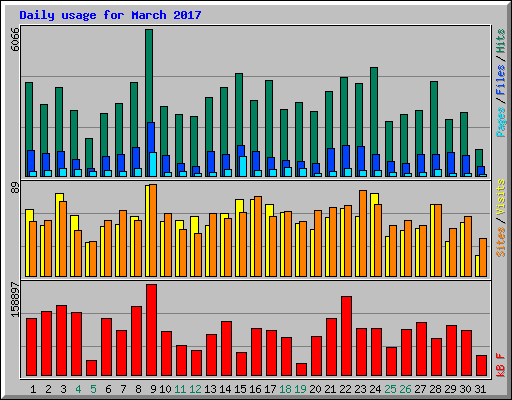 Daily usage for March 2017
6066
Pages / Files / Hits
89
Sites / Visits
158897
kB F
1 2 3 4 5 6 7 8 9 10 11 12 13 14 15 16 17 18 19 20 21 22 23 24 25 26 27 28 29 30 31